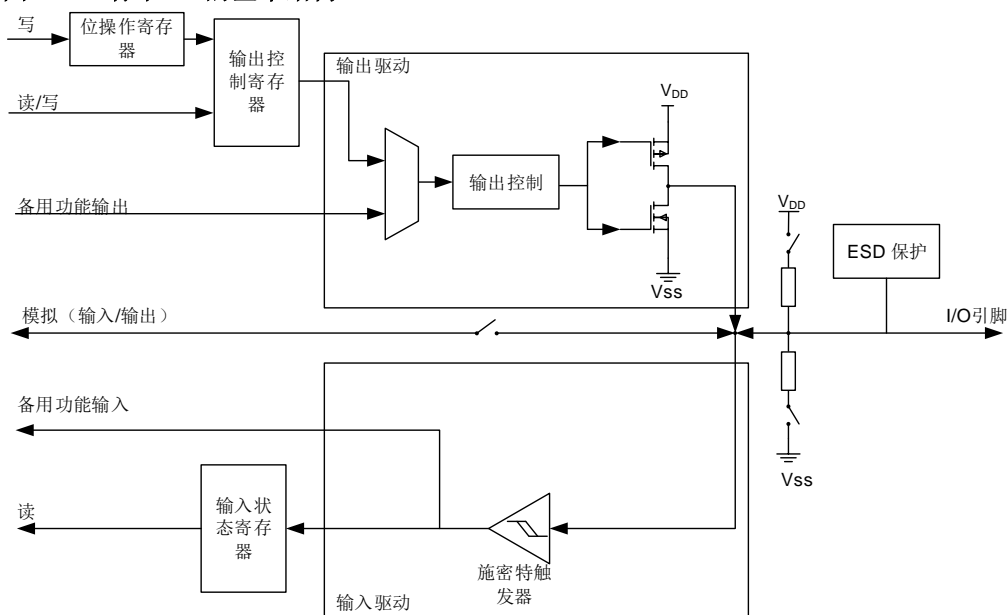 写
位操作寄存
器
读/写
输出控
制寄存
器
输出驱动
VDD
输出控制
备用功能输出
Vss
VDD
ESD 保护
模拟（输入/输出）
I/O引脚
备用功能输入
Vss
读
输入状
态寄存
器
施密特触
发器
输入驱动